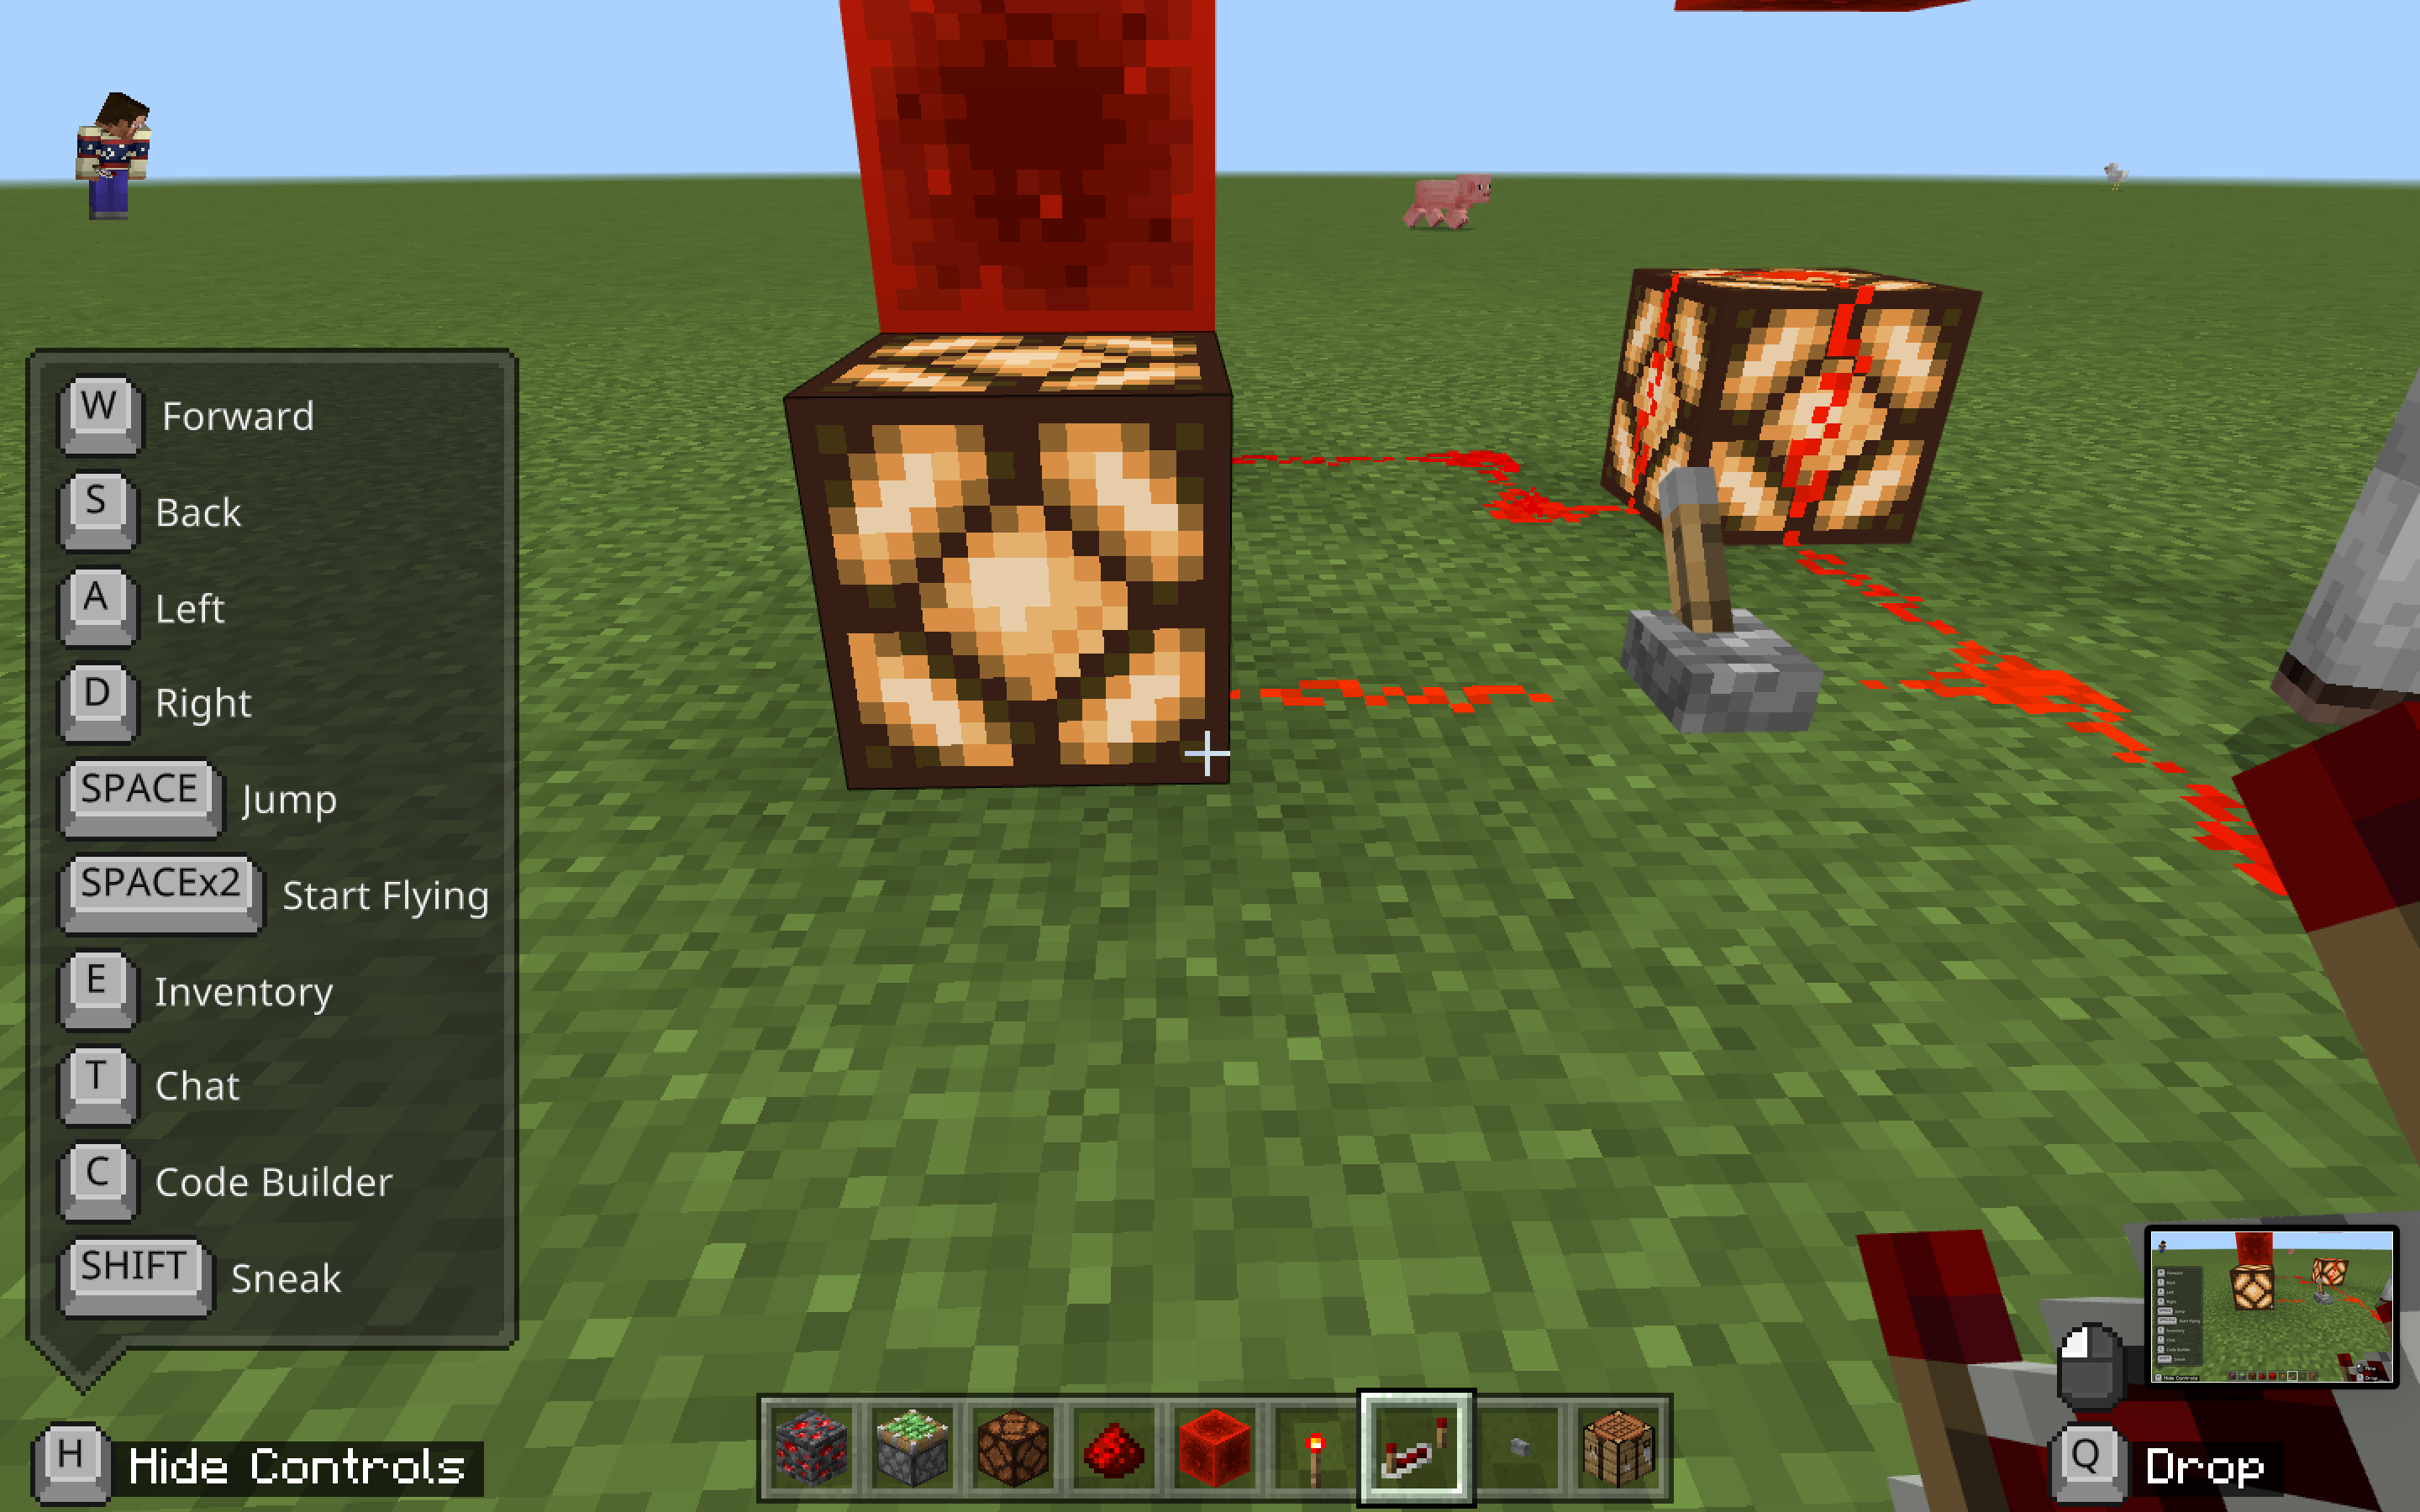 W Forward
S Back
A Left
D Right
SPACE Jump
SPACEx2 Start Flying
E Inventory
T Chat
C Code Builder
SHIFT Sneak
H Hide Controls
Q Drop